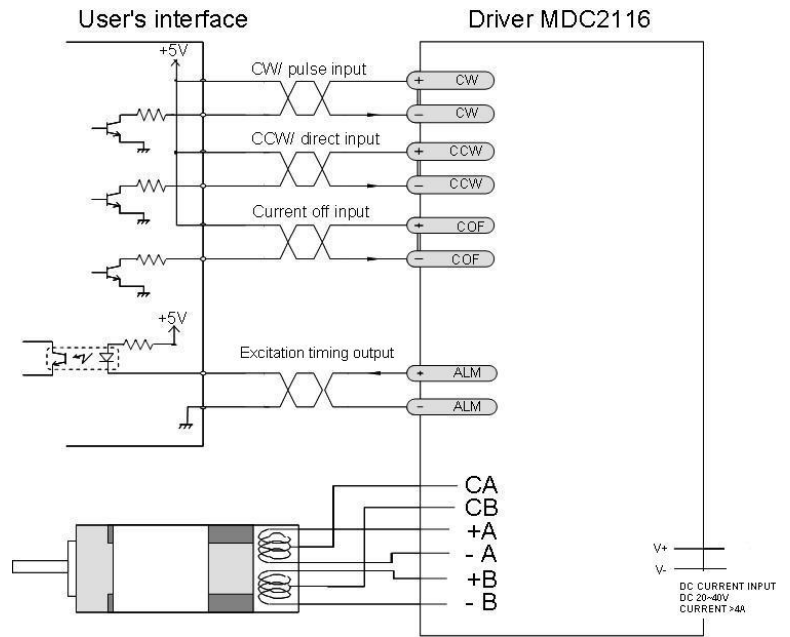 User's interface
Driver MDC2116
+5V
CW/ pulse input
+ CW
− CW
CCW/ direct input
+ CCW
− CCW
Current off input
+ COF
− COF
+5V
Excitation timing output
+ ALM
− ALM
CA
CB
+A
- A
+B
- B
V+
V-
DC CURRENT INPUT
DC 20~40V
CURRENT >4A